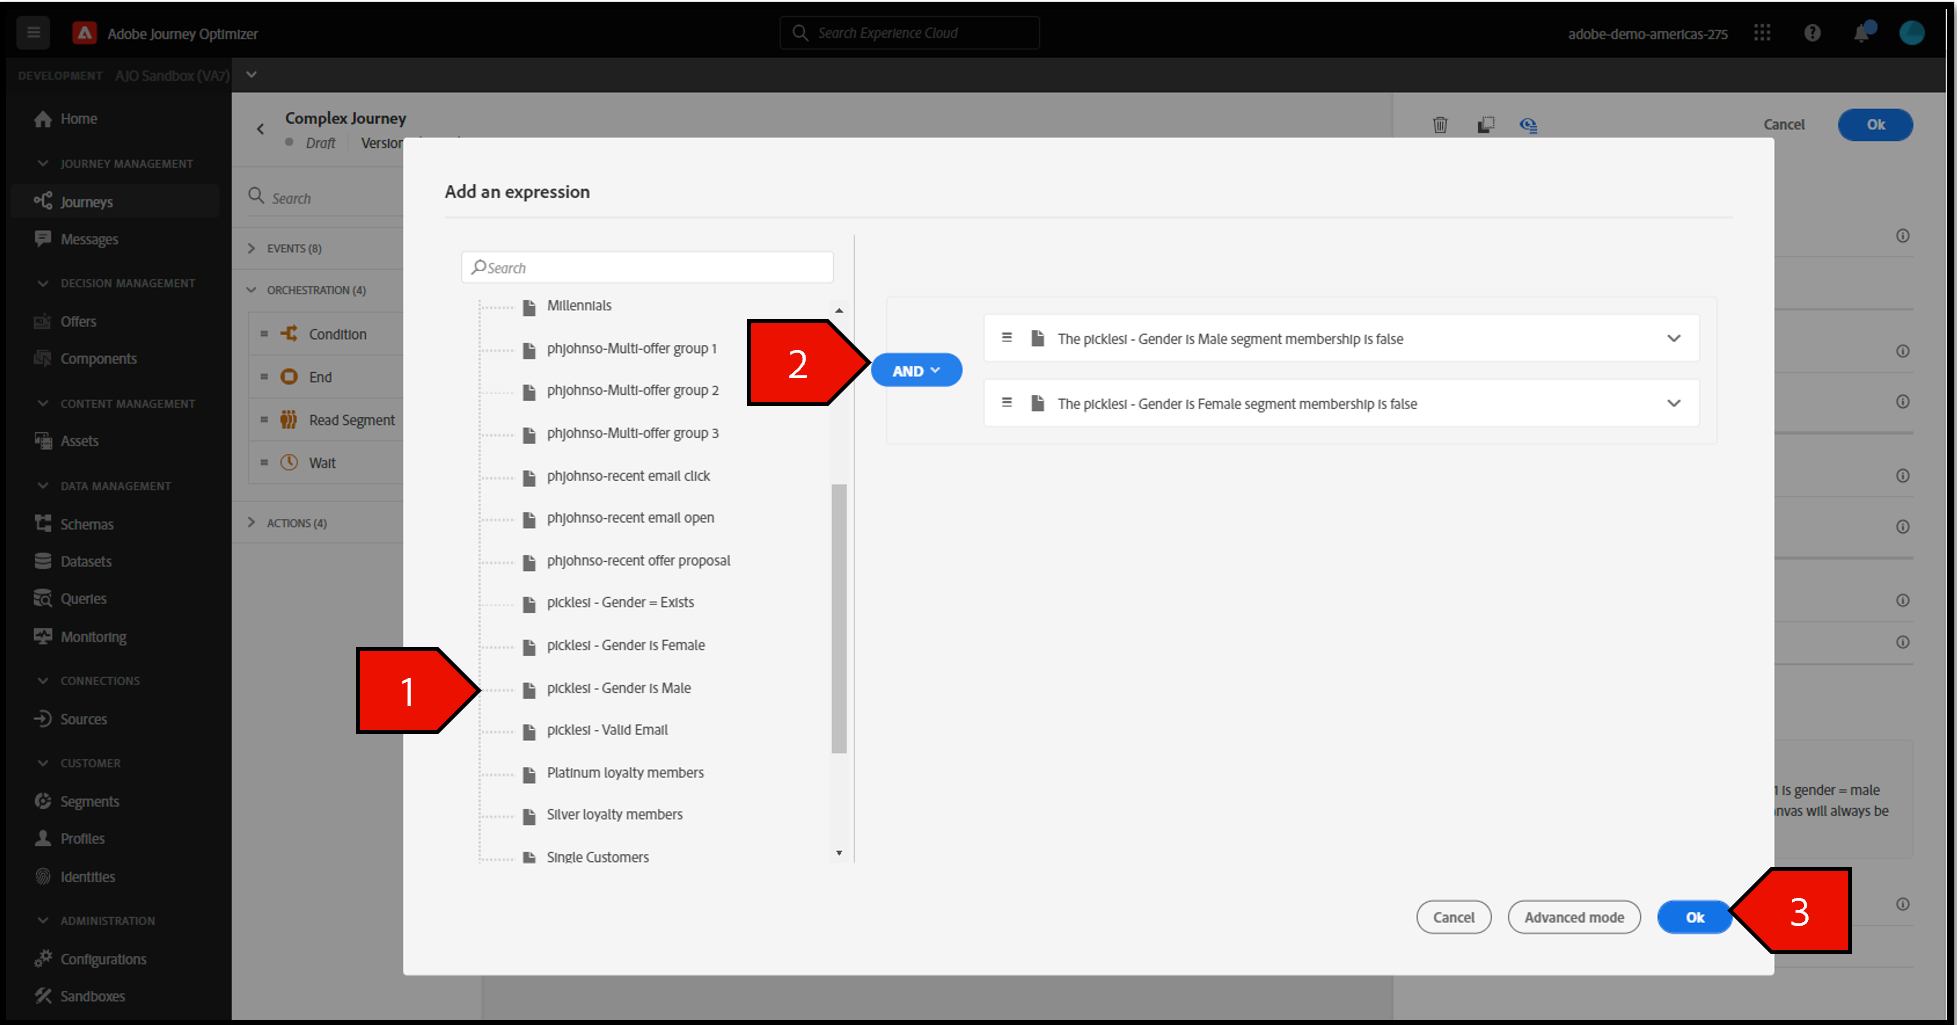 Adobe Journey Optimizer
Search Experience Cloud
adobe-demo-americas-275
DEVELOPMENT AJO Sandbox (VA7)
Home
JOURNEY MANAGEMENT
Journeys
Messages
DECISION MANAGEMENT
Offers
Components
CONTENT MANAGEMENT
Assets
DATA MANAGEMENT
Schemas
Datasets
Queries
Monitoring
CONNECTIONS
Sources
CUSTOMER
Segments
Profiles
Identities
ADMINISTRATION
Configurations
Sandboxes
Complex Journey
Draft
Version
Cancel
Ok
Search
EVENTS (8)
ORCHESTRATION (4)
Condition
End
Read Segment
Wait
ACTIONS (4)
Add an expression
Search
Millennials
phjohnso-Multi-offer group 1
phjohnso-Multi-offer group 2
phjohnso-Multi-offer group 3
phjohnso-recent email click
phjohnso-recent email open
phjohnso-recent offer proposal
picklesi - Gender = Exists
picklesi - Gender is Female
picklesi - Gender is Male
picklesi - Valid Email
Platinum loyalty members
Silver loyalty members
Single Customers
1
2
AND
The picklesi - Gender is Male segment membership is false
The picklesi - Gender is Female segment membership is false
Cancel
Advanced mode
Ok
3
1 is gender = male
nvas will always be